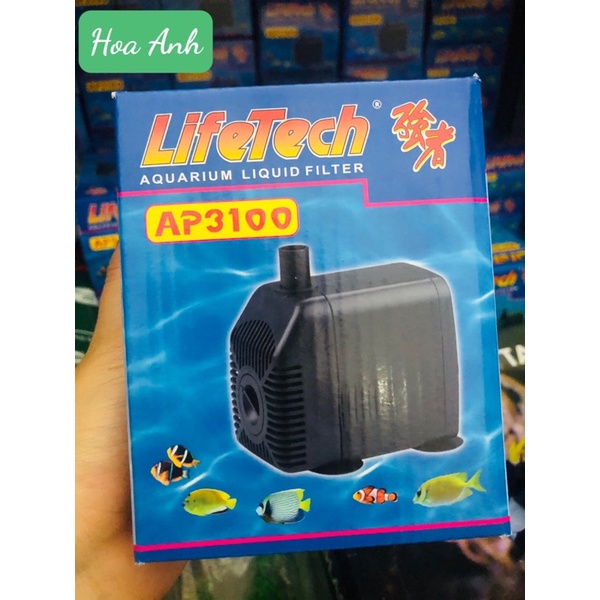 Hoa Anh
LifeTech® 強者
AQUARIUM LIQUID FILTER
AP3100